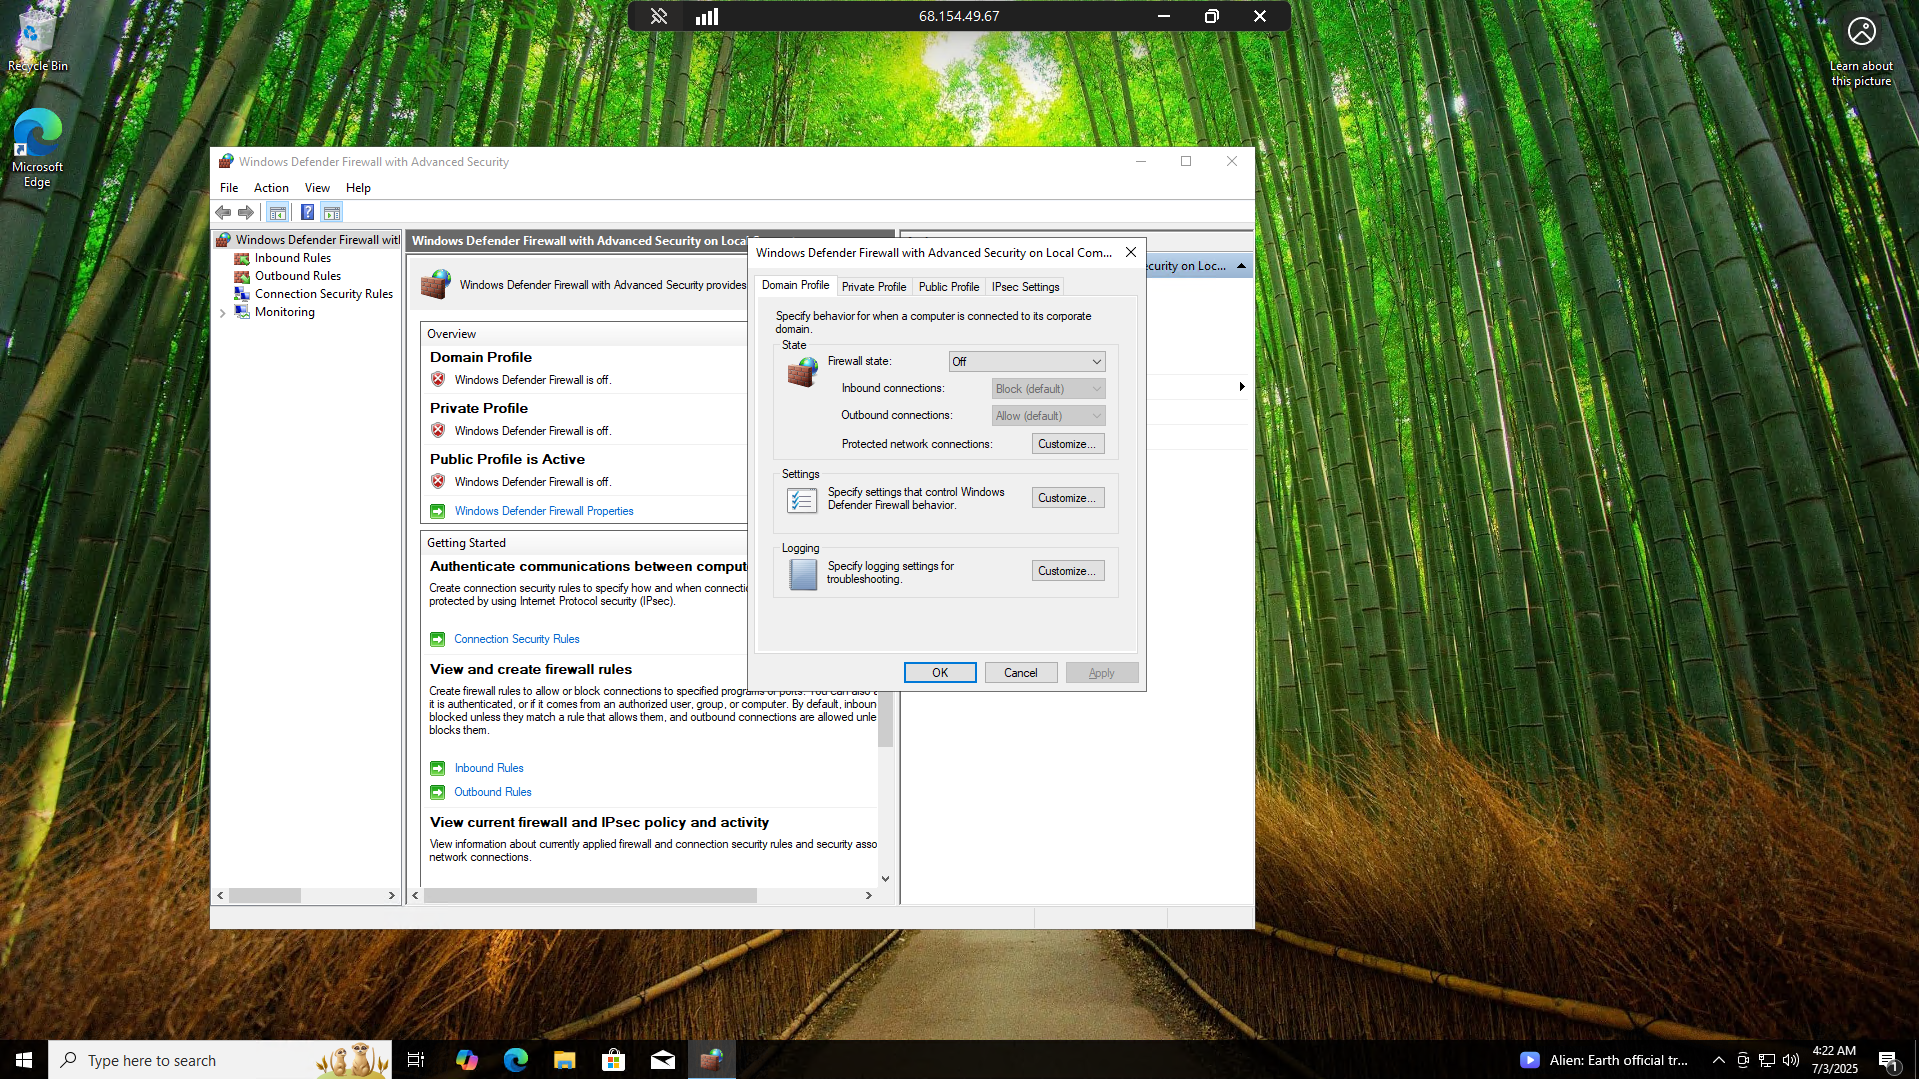 68.154.49.67
Recycle Bin
Microsoft
Edge
Learn about
this picture
Windows Defender Firewall with Advanced Security
File Action View Help
Windows Defender Firewall with
Inbound Rules
Outbound Rules
Connection Security Rules
Monitoring
Windows Defender Firewall with Advanced Security on Local
Windows Defender Firewall with Advanced Security provides
Overview
Domain Profile
Windows Defender Firewall is off.
Private Profile
Windows Defender Firewall is off.
Public Profile is Active
Windows Defender Firewall is off.
Windows Defender Firewall Properties
Getting Started
Authenticate communications between comput
Create connection security rules to specify how and when connectio
protected by using Internet Protocol security (IPsec).
Connection Security Rules
View and create firewall rules
Create firewall rules to allow or block connections to specified programs or ports. You can also a
it is authenticated, or if it comes from an authorized user, group, or computer. By default, inboun
blocked unless they match a rule that allows them, and outbound connections are allowed unle
blocks them.
Inbound Rules
Outbound Rules
View current firewall and IPsec policy and activity
View information about currently applied firewall and connection security rules and security asso
network connections.
curity on Loc...
Windows Defender Firewall with Advanced Security on Local Com...
Domain Profile Private Profile Public Profile IPsec Settings
Specify behavior for when a computer is connected to its corporate
domain.
State
Firewall state: Off
Inbound connections: Block (default)
Outbound connections: Allow (default)
Protected network connections: Customize...
Settings
Specify settings that control Windows
Defender Firewall behavior.
Customize...
Logging
Specify logging settings for
troubleshooting.
Customize...
OK Cancel Apply
Type here to search
Alien: Earth official tr...
4:22 AM
7/3/2025
1